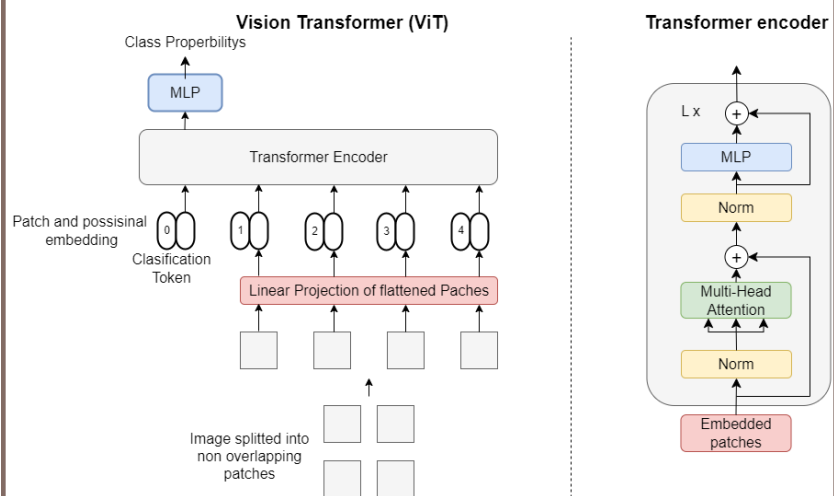 Vision Transformer (ViT)
Class Properbilitys
MLP
Transformer Encoder
Patch and possisinal
embedding
0
1
2
3
4
Clasification
Token
Linear Projection of flattened Paches
Image splitted into
non overlapping
patches
Transformer encoder
L x
+
MLP
Norm
+
Multi-Head
Attention
Norm
Embedded
patches